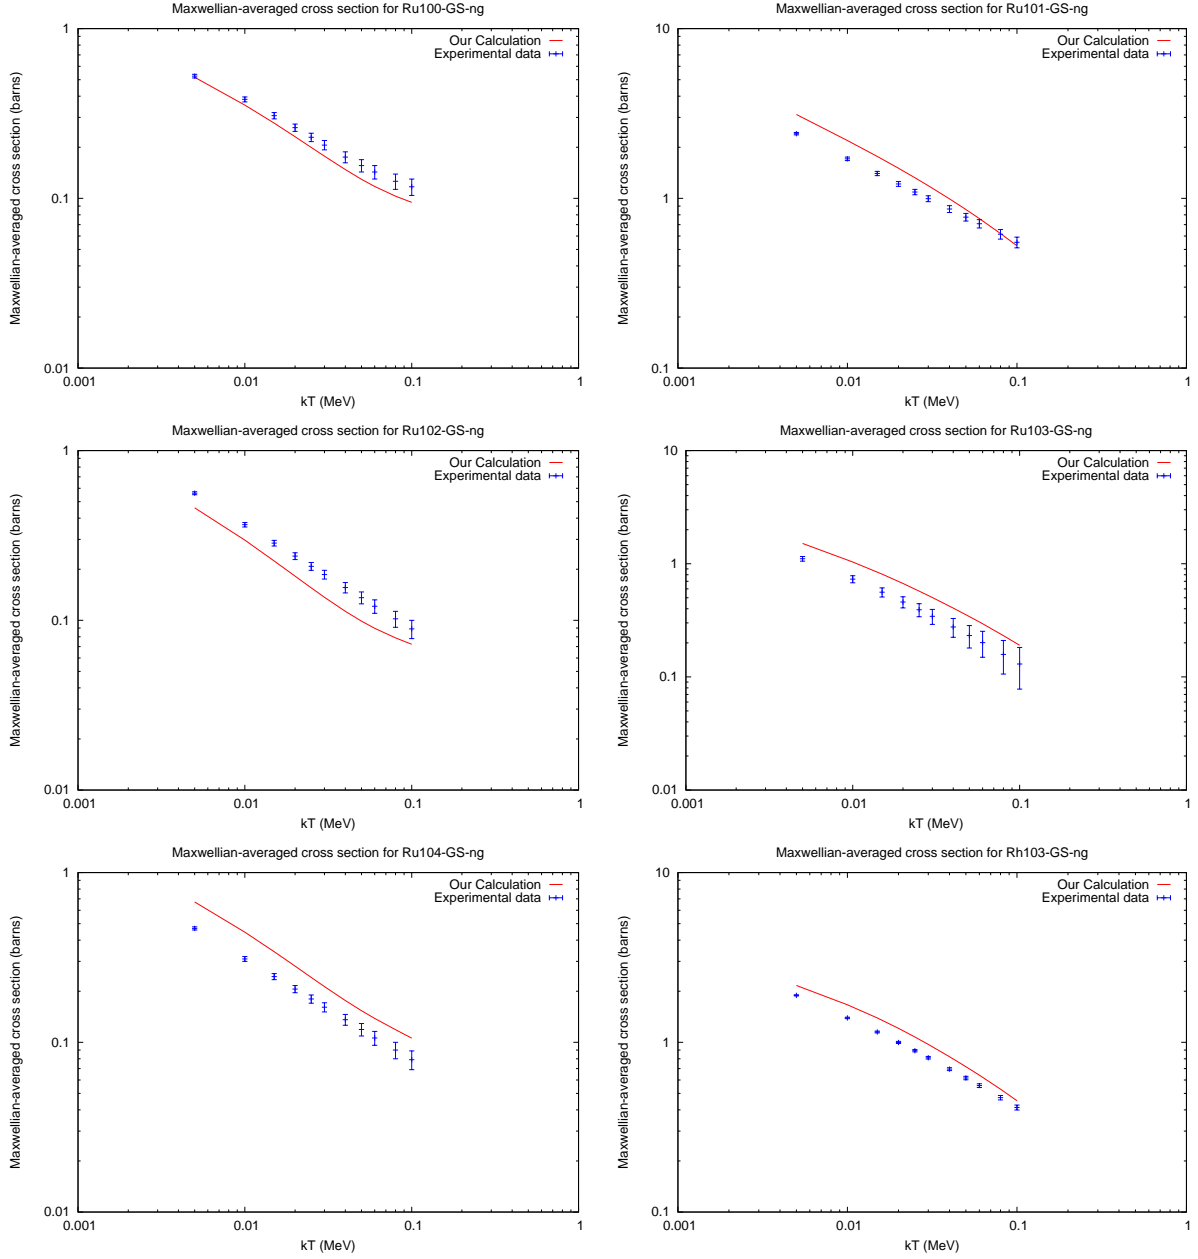 Maxwellian-averaged cross section for Ru100-GS-ng
Maxwellian-averaged cross section (barns)
1
0.1
0.01
Our Calculation
Experimental data
0.001
0.01
0.1
1
kT (MeV)
Maxwellian-averaged cross section for Ru101-GS-ng
Maxwellian-averaged cross section (barns)
10
1
0.1
Our Calculation
Experimental data
0.001
0.01
0.1
1
kT (MeV)
Maxwellian-averaged cross section for Ru102-GS-ng
Maxwellian-averaged cross section (barns)
1
0.1
0.01
Our Calculation
Experimental data
0.001
0.01
0.1
1
kT (MeV)
Maxwellian-averaged cross section for Ru103-GS-ng
Maxwellian-averaged cross section (barns)
10
1
0.1
0.01
Our Calculation
Experimental data
0.001
0.01
0.1
1
kT (MeV)
Maxwellian-averaged cross section for Ru104-GS-ng
Maxwellian-averaged cross section (barns)
1
0.1
0.01
Our Calculation
Experimental data
0.001
0.01
0.1
1
kT (MeV)
Maxwellian-averaged cross section for Rh103-GS-ng
Maxwellian-averaged cross section (barns)
10
1
0.1
Our Calculation
Experimental data
0.001
0.01
0.1
1
kT (MeV)